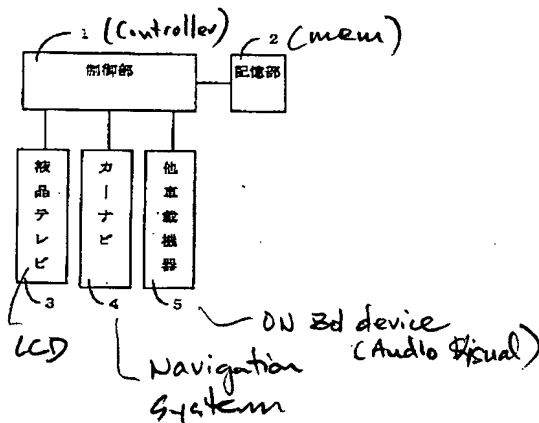 1 (Controller)
2 (mem)
制御部
記憶部
液晶テレビ
カーナビ
他車載機器
3
4
5
LCD
Navigation
System
ON Bd device
(Audio Visual)